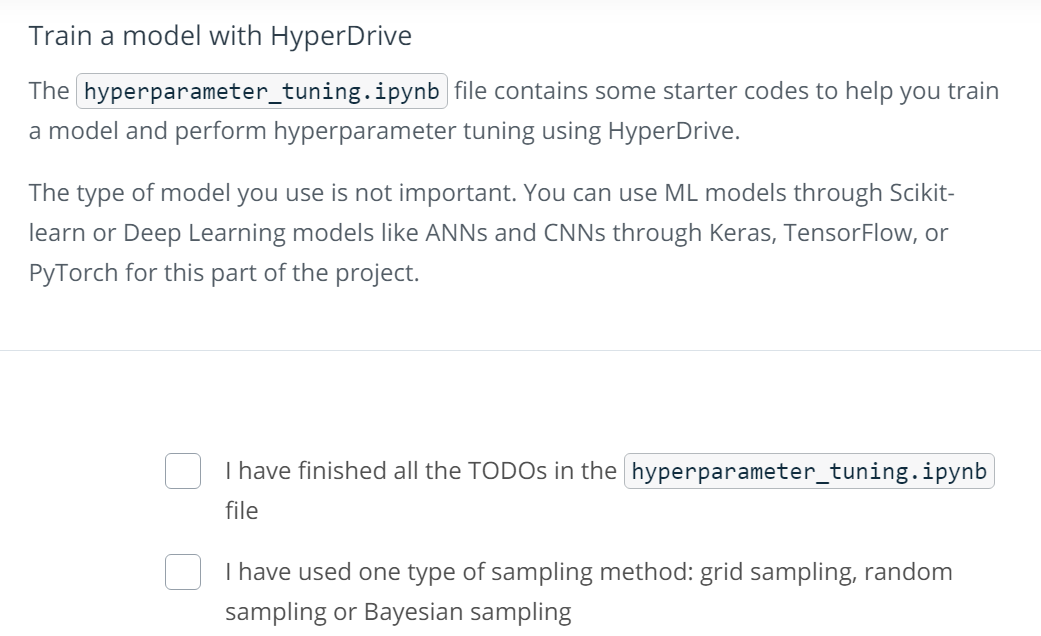 Train a model with HyperDrive
The hyperparameter_tuning.ipynb file contains some starter codes to help you train
a model and perform hyperparameter tuning using HyperDrive.
The type of model you use is not important. You can use ML models through Scikit-
learn or Deep Learning models like ANNs and CNNs through Keras, TensorFlow, or
PyTorch for this part of the project.
I have finished all the TODOs in the hyperparameter_tuning.ipynb
file
I have used one type of sampling method: grid sampling, random
sampling or Bayesian sampling